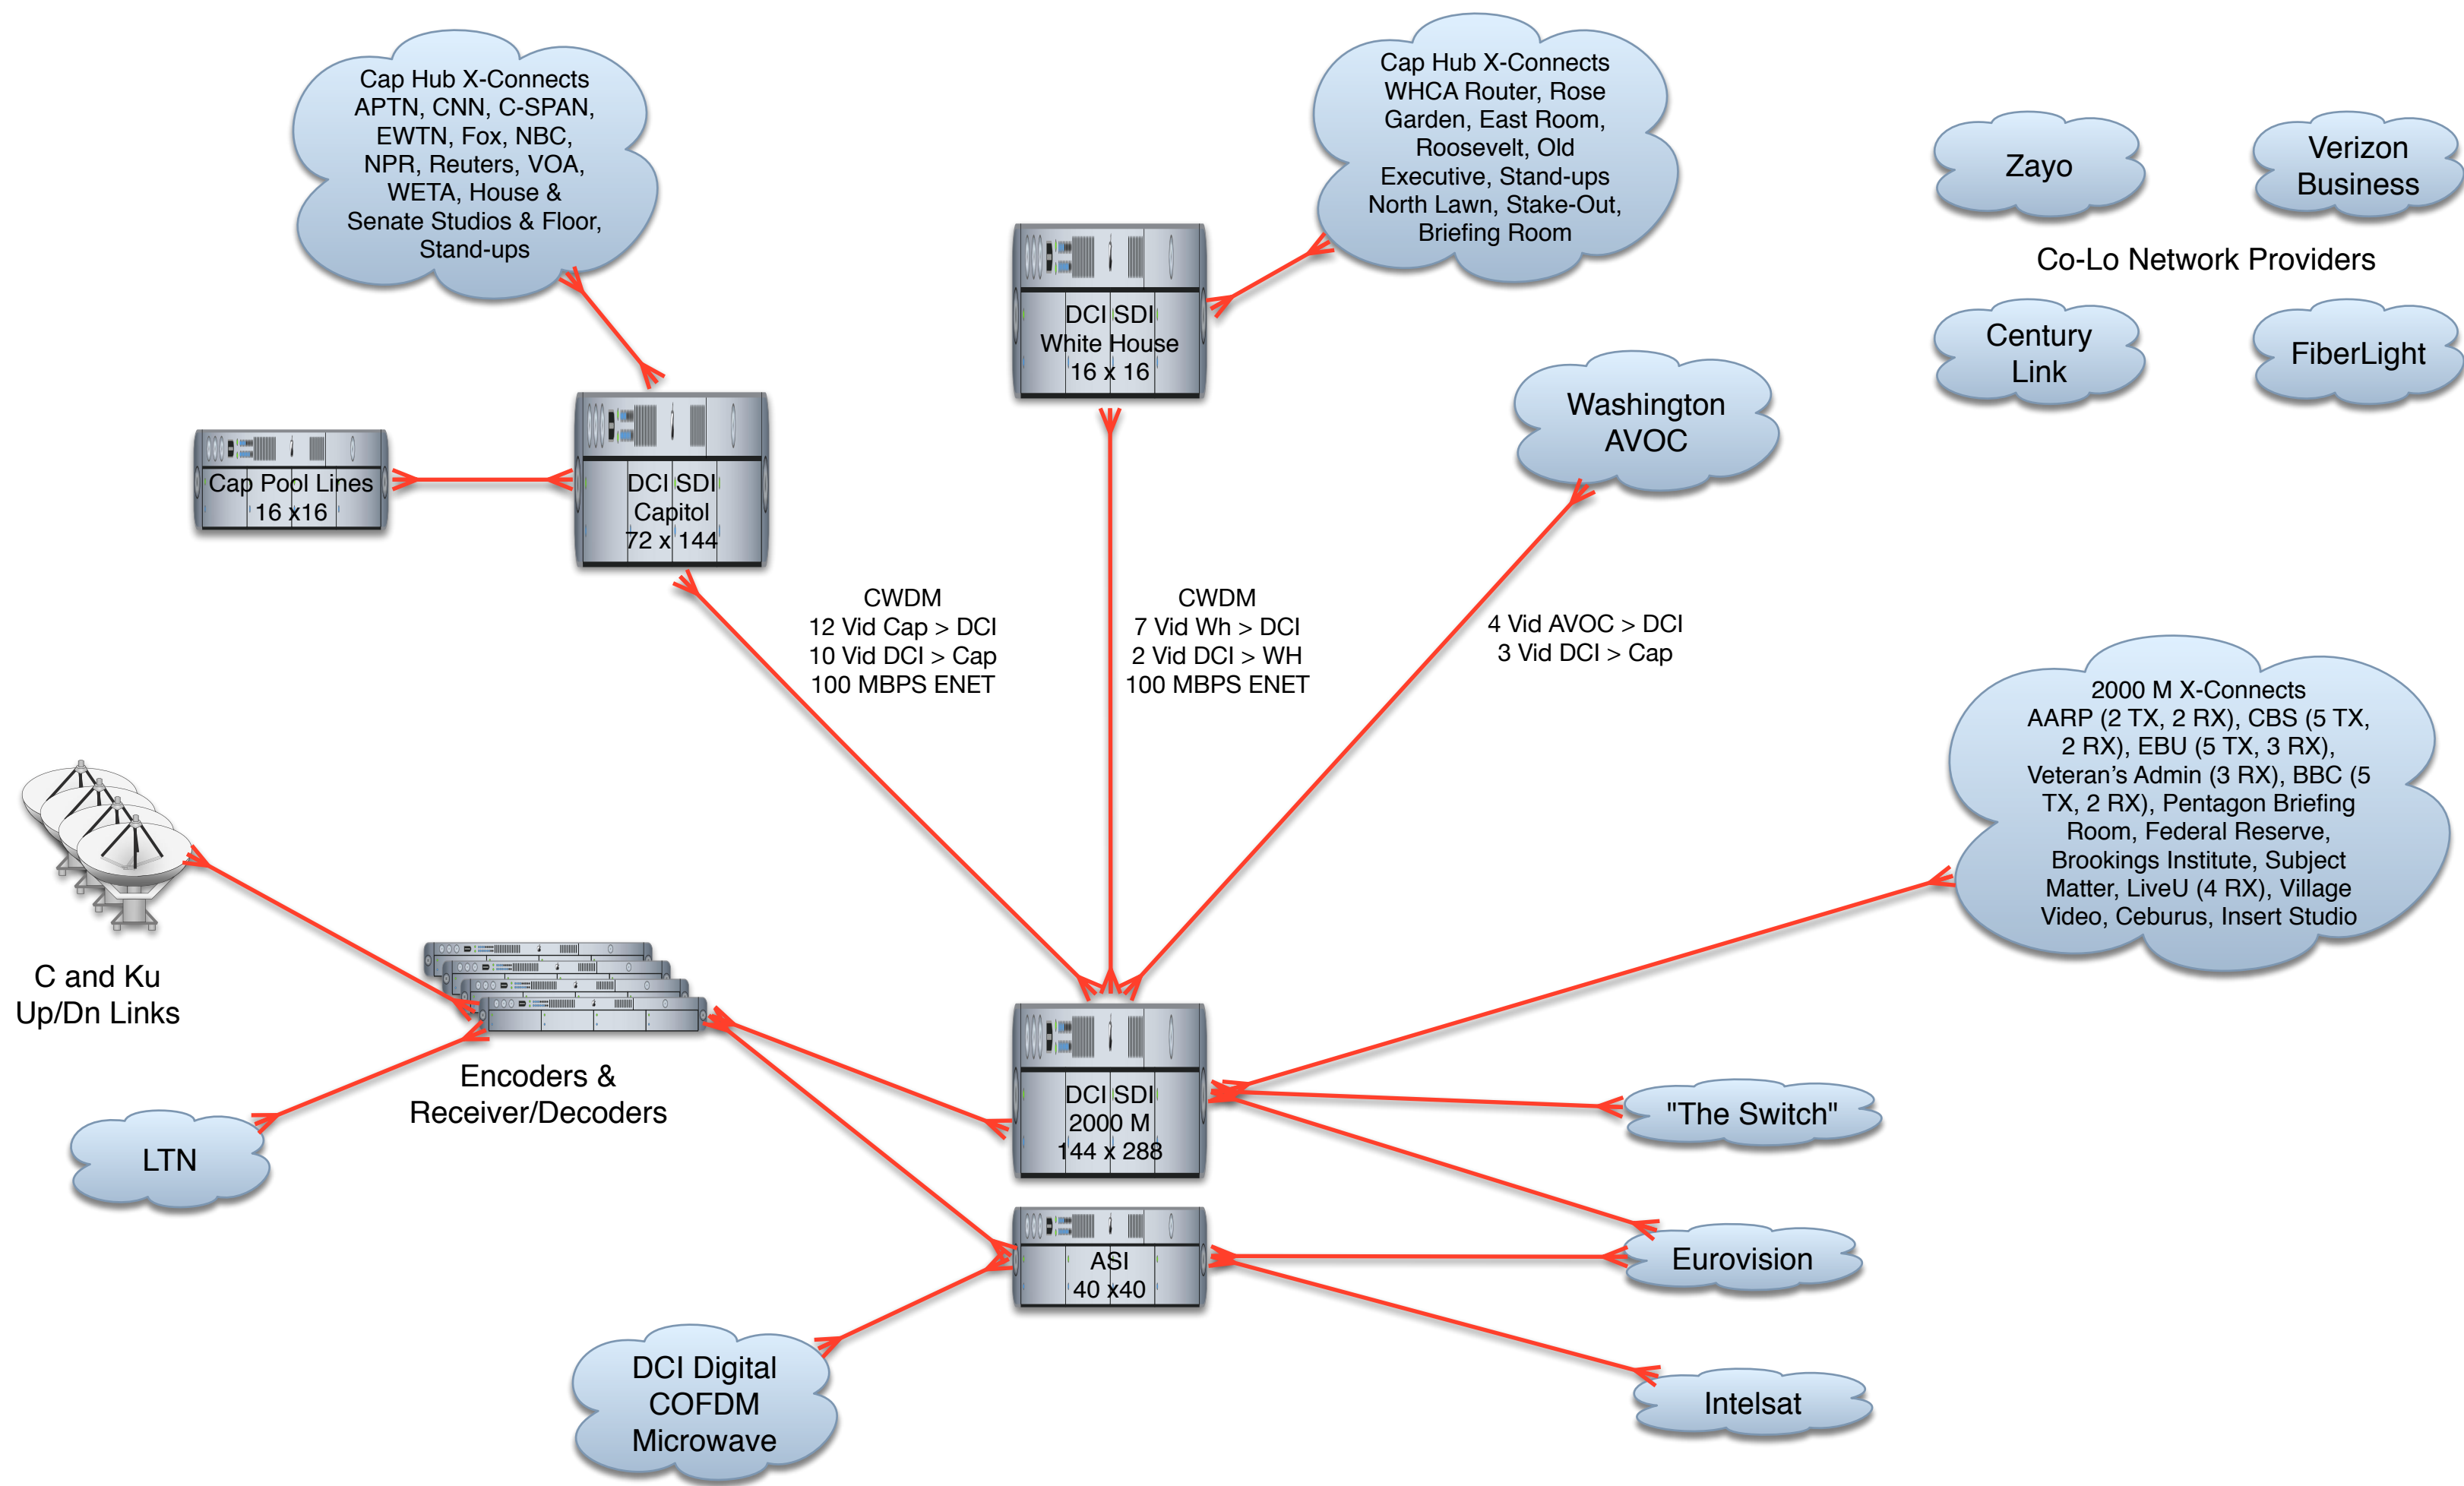 Cap Hub X-Connects
APTN, CNN, C-SPAN,
EWTN, Fox, NBC,
NPR, Reuters, VOA,
WETA, House &
Senate Studios & Floor,
Stand-ups
Cap Hub X-Connects
WHCA Router, Rose
Garden, East Room,
Roosevelt, Old
Executive, Stand-ups
North Lawn, Stake-Out,
Briefing Room
Zayo
Verizon
Business
Co-Lo Network Providers
Century
Link
FiberLight
DCI SDI
White House
16 x 16
Washington
AVOC
Cap Pool Lines
16 x16
DCI SDI
Capitol
72 x 144
CWDM
12 Vid Cap > DCI
10 Vid DCI > Cap
100 MBPS ENET
CWDM
7 Vid Wh > DCI
2 Vid DCI > WH
100 MBPS ENET
4 Vid AVOC > DCI
3 Vid DCI > Cap
2000 M X-Connects
AARP (2 TX, 2 RX), CBS (5 TX,
2 RX), EBU (5 TX, 3 RX),
Veteran’s Admin (3 RX), BBC (5
TX, 2 RX), Pentagon Briefing
Room, Federal Reserve,
Brookings Institute, Subject
Matter, LiveU (4 RX), Village
Video, Ceburus, Insert Studio
C and Ku
Up/Dn Links
Encoders &
Receiver/Decoders
LTN
DCI SDI
2000 M
144 x 288
"The Switch"
ASI
40 x40
Eurovision
DCI Digital
COFDM
Microwave
Intelsat